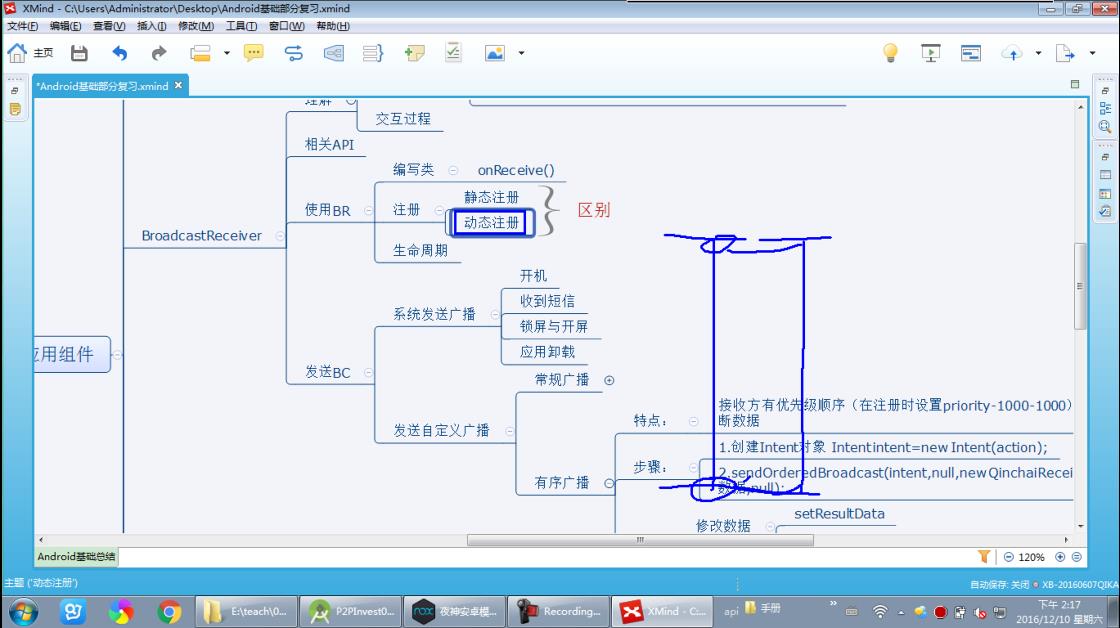 XMind - C:\Users\Administrator\Desktop\Android基础部分复习.xmind
文件(F) 编辑(E) 查看(V) 插入(I) 修改(M) 工具(T) 窗口(W) 帮助(H)
主页
*Android基础部分复习.xmind
理解
交互过程
相关API
编写类 onReceive()
静态注册
使用BR 注册 区别
动态注册
BroadcastReceiver
生命周期
开机
收到短信
系统发送广播
锁屏与开屏
应用组件
应用卸载
发送BC
常规广播
接收方有优先级顺序（在注册时设置priority-1000-1000）
特点：
断数据
发送自定义广播
1.创建Intent对象 Intentintent=new Intent(action);
步骤：
2.sendOrderedBroadcast(intent,null,new QinchaiRecei
有序广播
数据,null);
setResultData
修改数据
Android基础总结
120%
主题 ('动态注册')
自动保存: 关闭 XB-20160607QIKA
E:\teach\0...
P2PInvest0...
夜神安卓模...
Recording...
XMind - C:...
api
手册
下午 2:17
2016/12/10 星期六